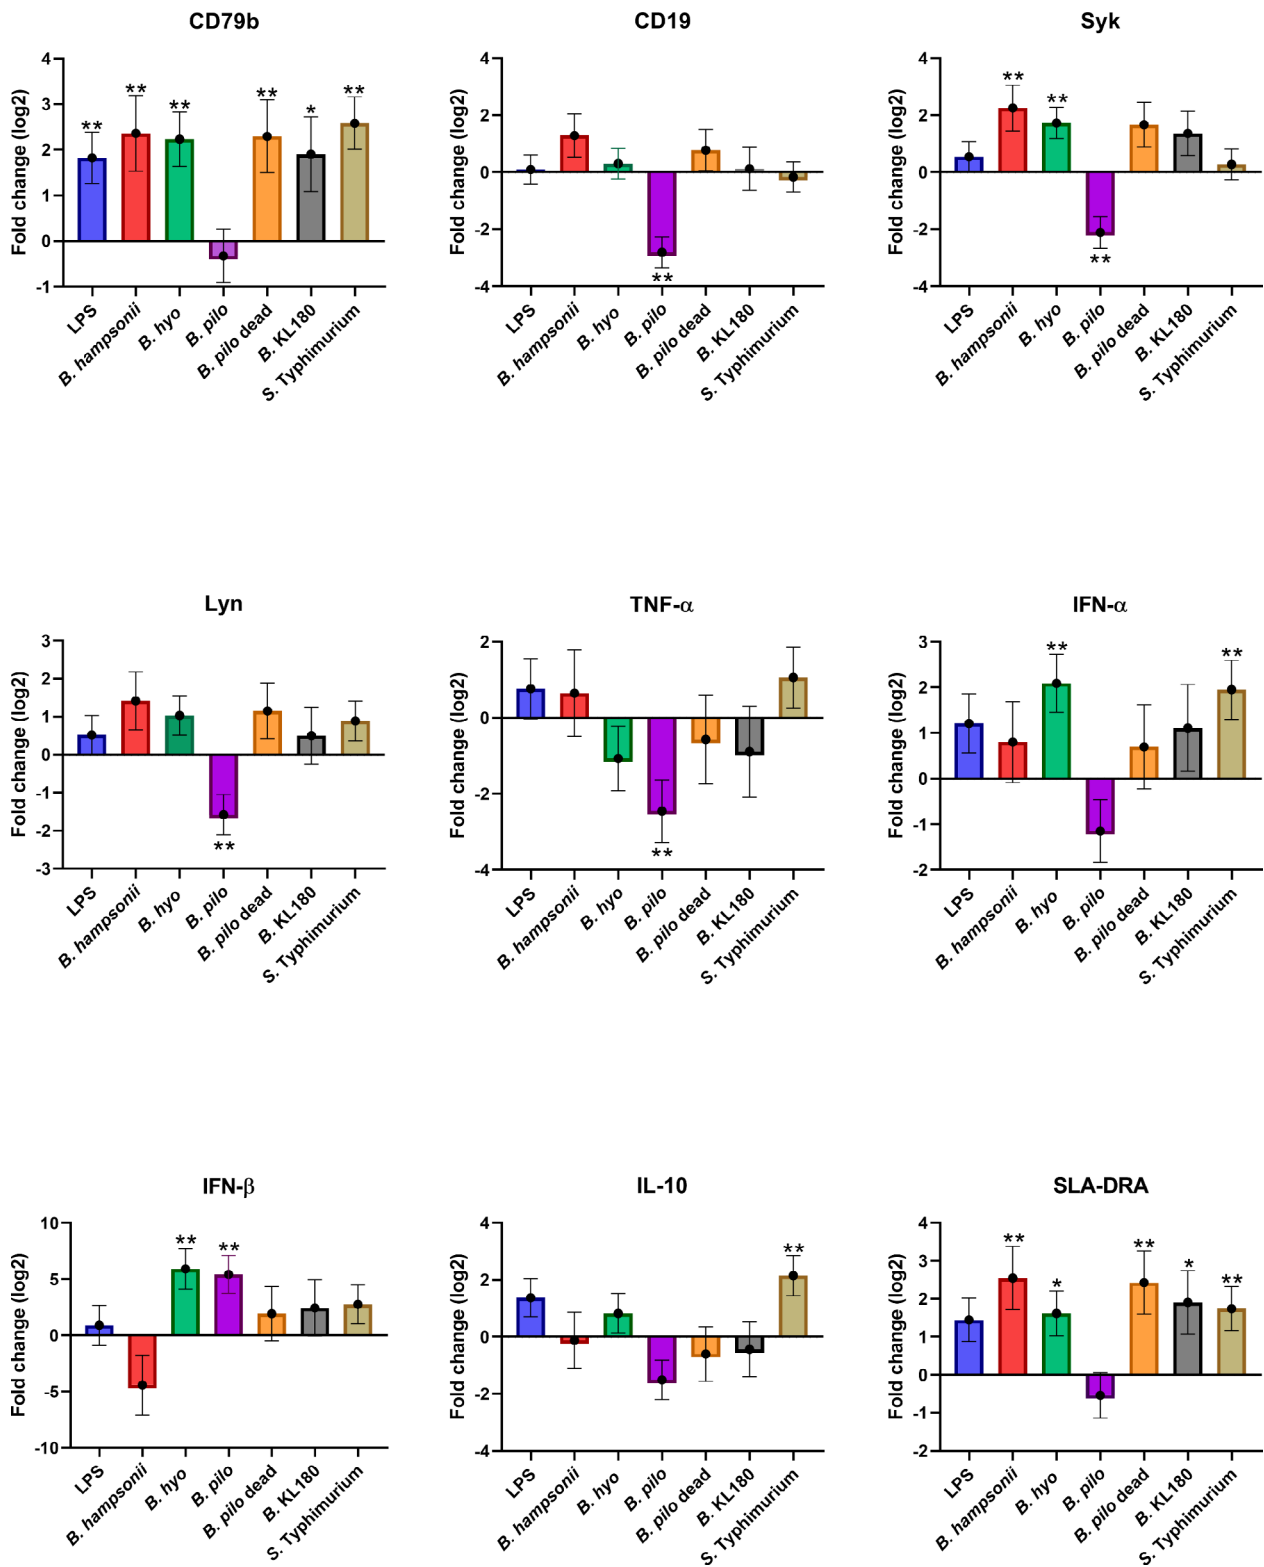 CD79b
Fold change (log2)
4
3
2
1
0
-1
**
**
**
**
*
**
LPS
B. hampsonii
B. hyo
B. pilo
B. pilo dead
B. KL180
S. Typhimurium
CD19
Fold change (log2)
4
2
0
-2
-4
**
LPS
B. hampsonii
B. hyo
B. pilo
B. pilo dead
B. KL180
S. Typhimurium
Syk
Fold change (log2)
4
2
0
-2
-4
**
**
**
LPS
B. hampsonii
B. hyo
B. pilo
B. pilo dead
B. KL180
S. Typhimurium
Lyn
Fold change (log2)
3
2
1
0
-1
-2
-3
**
LPS
B. hampsonii
B. hyo
B. pilo
B. pilo dead
B. KL180
S. Typhimurium
TNF-α
Fold change (log2)
2
0
-2
-4
**
LPS
B. hampsonii
B. hyo
B. pilo
B. pilo dead
B. KL180
S. Typhimurium
IFN-α
Fold change (log2)
3
2
1
0
-1
-2
**
**
LPS
B. hampsonii
B. hyo
B. pilo
B. pilo dead
B. KL180
S. Typhimurium
IFN-β
Fold change (log2)
10
5
0
-5
-10
**
**
LPS
B. hampsonii
B. hyo
B. pilo
B. pilo dead
B. KL180
S. Typhimurium
IL-10
Fold change (log2)
4
2
0
-2
-4
**
LPS
B. hampsonii
B. hyo
B. pilo
B. pilo dead
B. KL180
S. Typhimurium
SLA-DRA
Fold change (log2)
4
3
2
1
0
-1
-2
**
*
**
*
**
LPS
B. hampsonii
B. hyo
B. pilo
B. pilo dead
B. KL180
S. Typhimurium